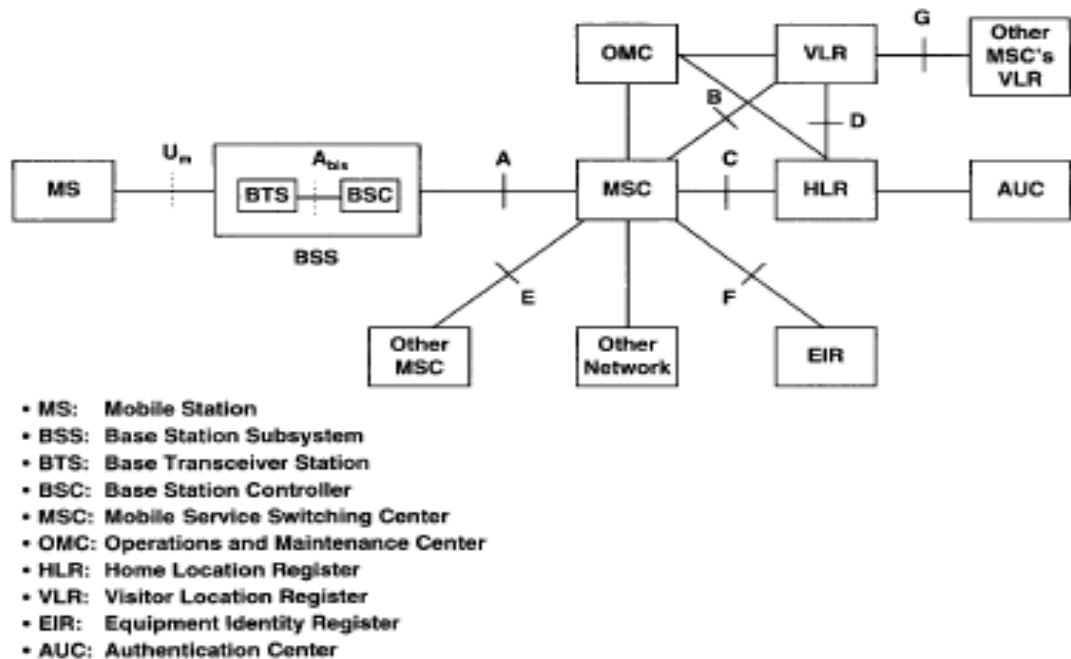 G
OMC
VLR
Other
MSC's
VLR
B
D
Um
Abis
A
C
MS
BTS
BSC
MSC
HLR
AUC
BSS
E
F
Other
MSC
Other
Network
EIR
• MS: Mobile Station
• BSS: Base Station Subsystem
• BTS: Base Transceiver Station
• BSC: Base Station Controller
• MSC: Mobile Service Switching Center
• OMC: Operations and Maintenance Center
• HLR: Home Location Register
• VLR: Visitor Location Register
• EIR: Equipment Identity Register
• AUC: Authentication Center